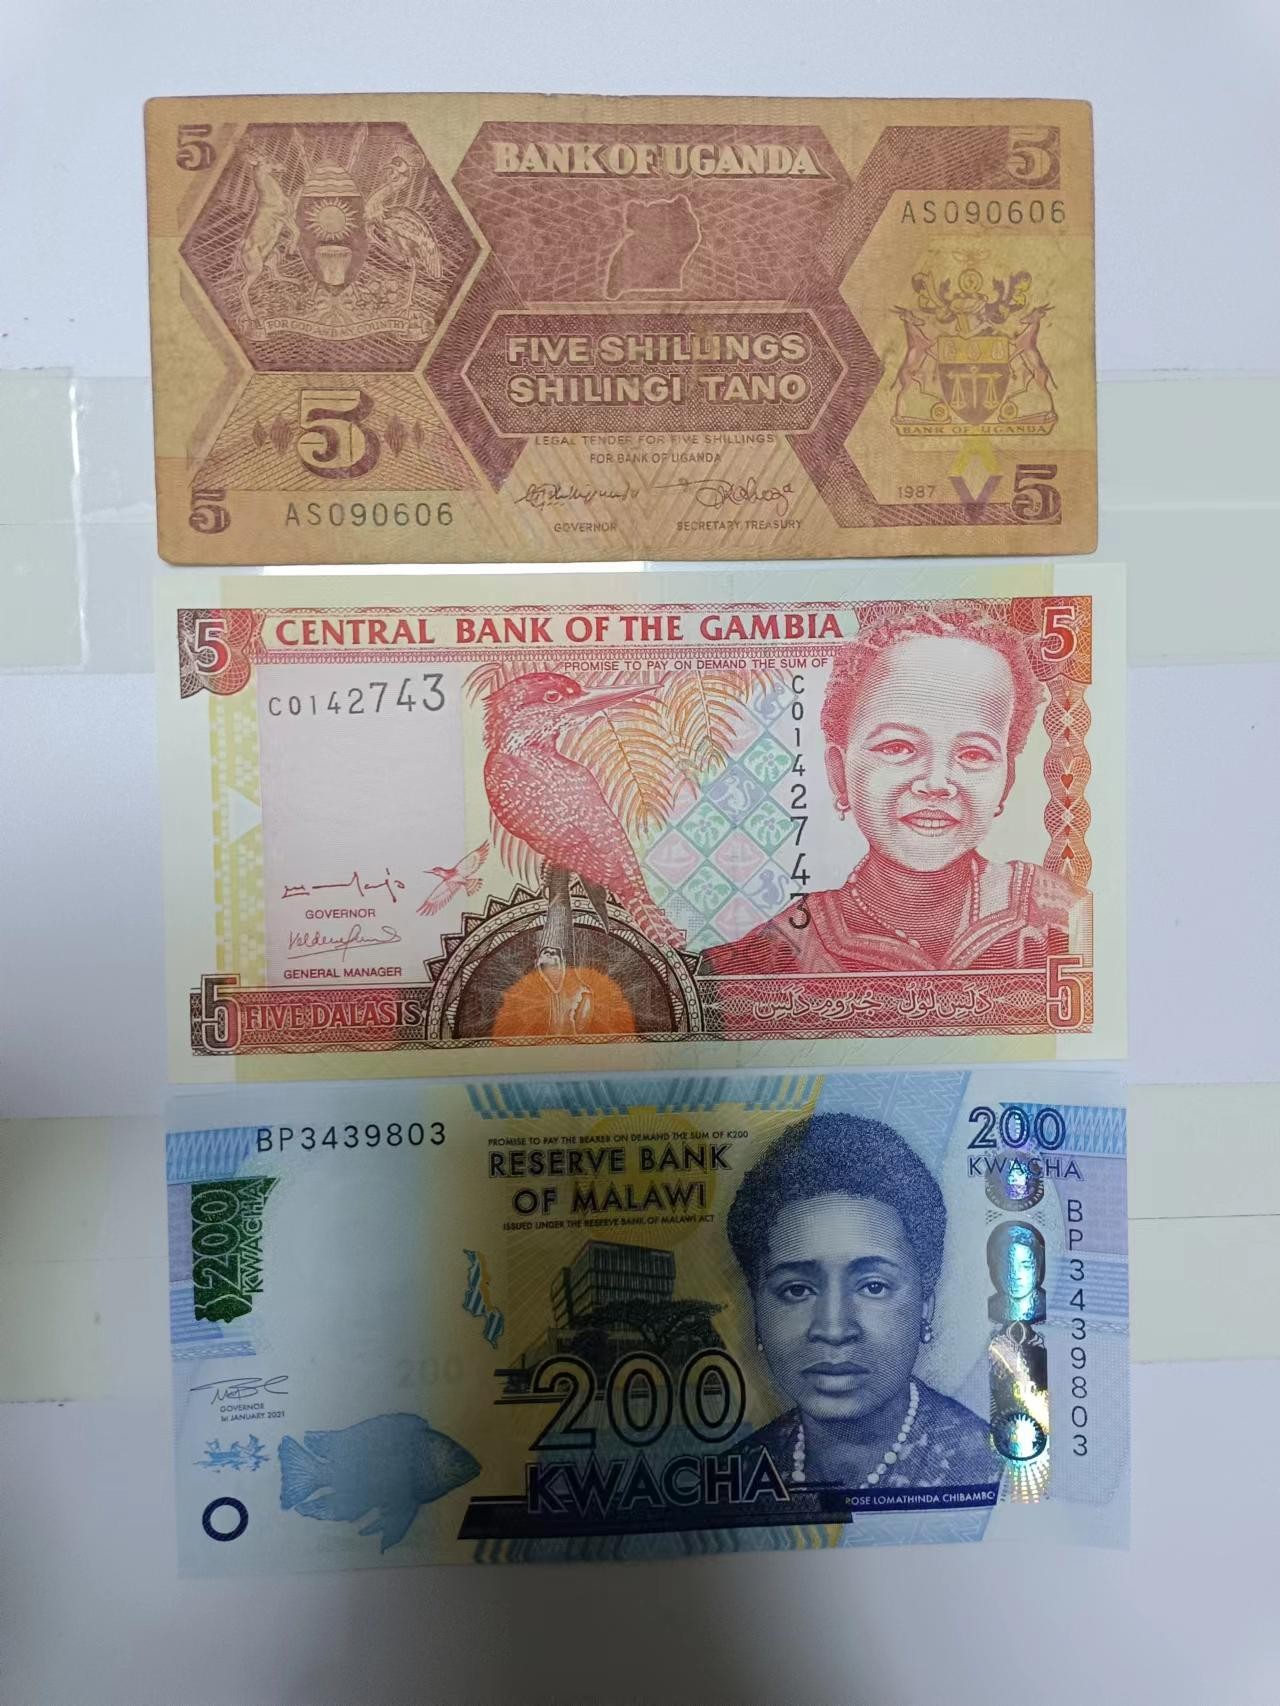 5
BANK OF UGANDA
5
AS090606
FOR GOD AND MY COUNTRY
FIVE SHILLINGS
SHILINGI TANO
5
LEGAL TENDER FOR FIVE SHILLINGS
FOR BANK OF UGANDA
BANK OF UGANDA
5
AS090606
GOVERNOR
SECRETARY, TREASURY
1987
5
5
CENTRAL BANK OF THE GAMBIA
5
PROMISE TO PAY ON DEMAND THE SUM OF
C0142743
C0142743
GOVERNOR
GENERAL MANAGER
5
FIVE DALASIS
5
BP3439803
PROMISE TO PAY THE BEARER ON DEMAND THE SUM OF K200
RESERVE BANK
OF MALAWI
ISSUED UNDER THE RESERVE BANK OF MALAWI ACT
200
KWACHA
200
KWACHA
BP3439803
200
GOVERNOR
1st JANUARY 2021
200
KWACHA
ROSE LOMATHINDA CHIBAMBO